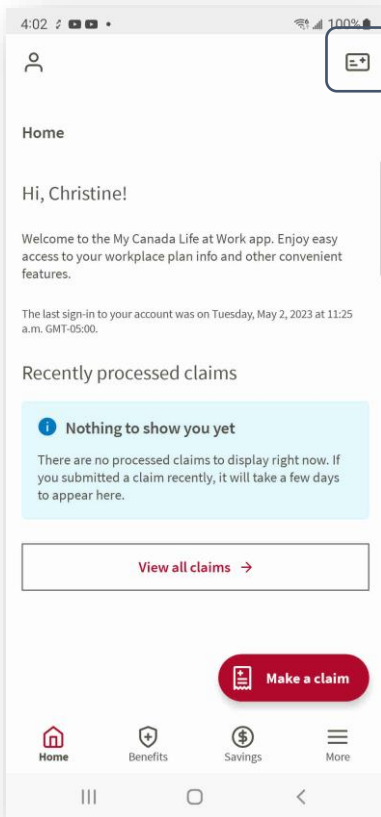 4:02 100%
Home
Hi, Christine!
Welcome to the My Canada Life at Work app. Enjoy easy
access to your workplace plan info and other convenient
features.
The last sign-in to your account was on Tuesday, May 2, 2023 at 11:25
a.m. GMT-05:00.
Recently processed claims
Nothing to show you yet
There are no processed claims to display right now. If
you submitted a claim recently, it will take a few days
to appear here.
View all claims →
Make a claim
Home Benefits Savings More